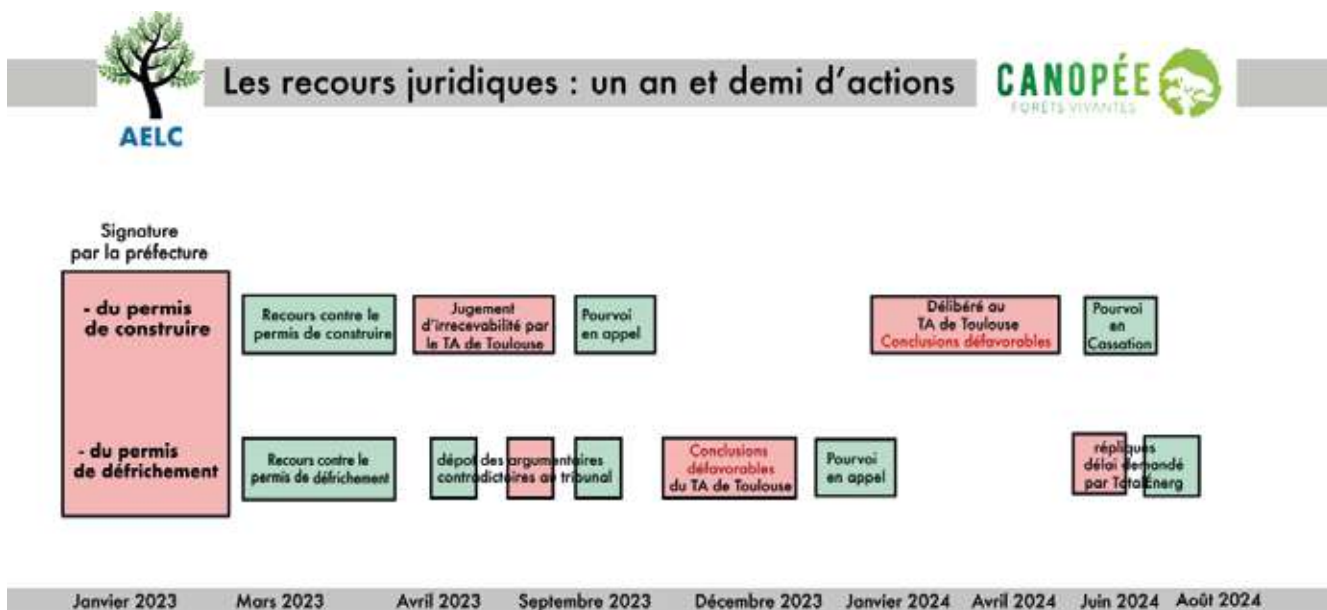 AELC
Les recours juridiques : un an et demi d'actions
CANOPÉE
FORÊTS VIVANTES
Signature
par la préfecture
- du permis
de construire
Recours contre le
permis de construire
Jugement
d'irrecevabilité par
le TA de Toulouse
Pourvoi
en appel
Délibéré au
TA de Toulouse
Conclusions défavorables
Pourvoi
en
Cassation
- du permis
de défrichement
Recours contre le
permis de défrichement
dépot des argumentaires
contradictoires au tribunal
Conclusions
défavorables
du TA de Toulouse
Pourvoi
en appel
répliques
délai demandé
par TotalEnerg
Janvier 2023
Mars 2023
Avril 2023
Septembre 2023
Décembre 2023
Janvier 2024
Avril 2024
Juin 2024
Août 2024